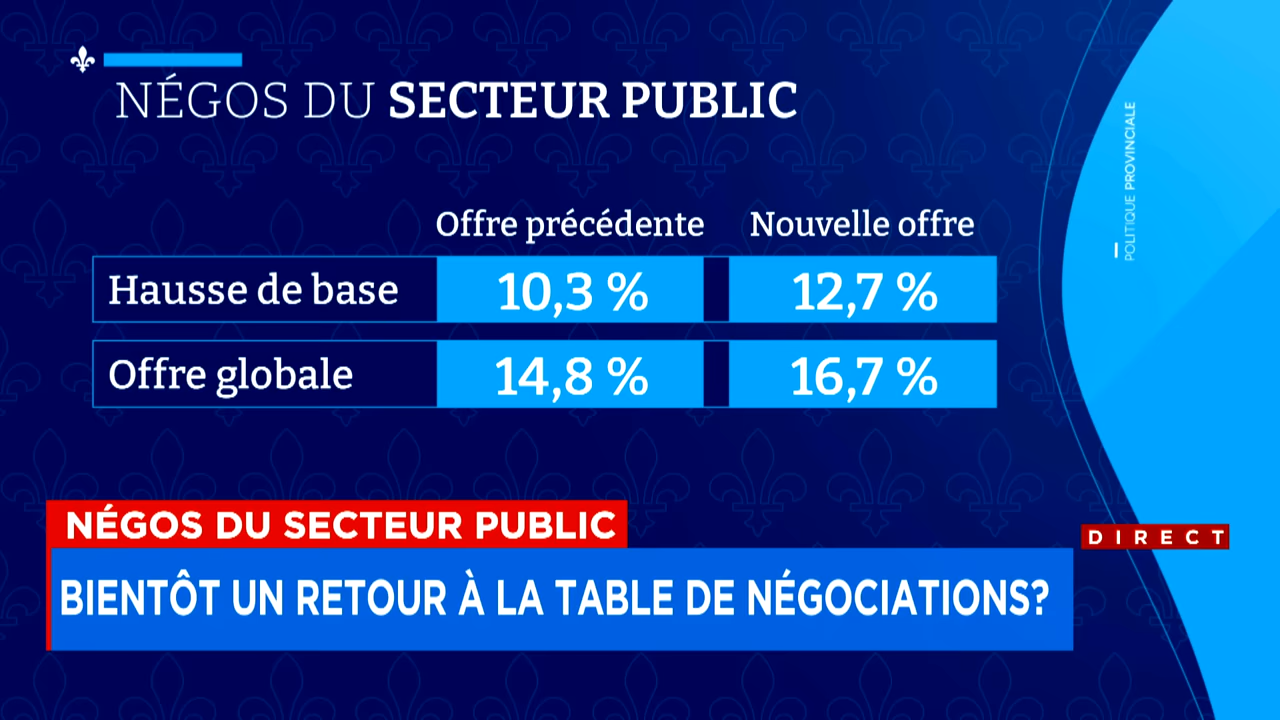 NÉGOS DU SECTEUR PUBLIC
Offre précédente Nouvelle offre
Hausse de base 10,3 % 12,7 %
Offre globale 14,8 % 16,7 %
POLITIQUE PROVINCIALE
NÉGOS DU SECTEUR PUBLIC
DIRECT
BIENTÔT UN RETOUR À LA TABLE DE NÉGOCIATIONS?